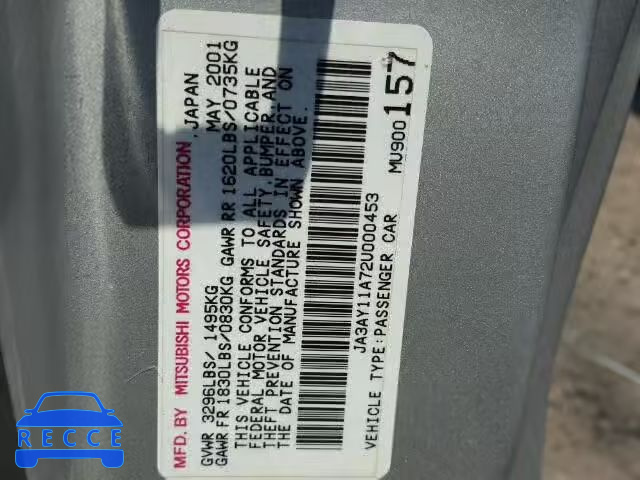 MFD. BY MITSUBISHI MOTORS CORPORATION, JAPAN
MAY 2001
GVWR 3296LBS/ 1495KG
GAWR FR 1830LBS/0830KG GAWR RR 1620LBS/0735KG
THIS VEHICLE CONFORMS TO ALL APPLICABLE
FEDERAL MOTOR VEHICLE SAFETY, BUMPER, AND
THEFT PREVENTION STANDARDS IN EFFECT ON
THE DATE OF MANUFACTURE SHOWN ABOVE.
JA3AY11A72U000453
VEHICLE TYPE:PASSENGER CAR
MU900157
RECCE